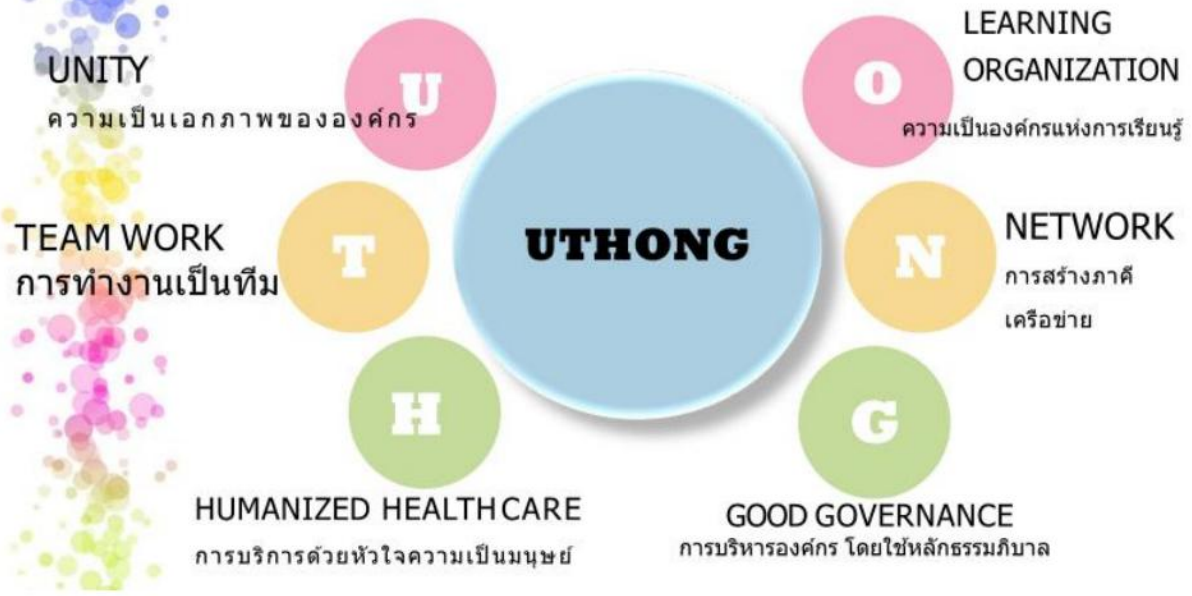 UNITY
ความเป็นเอกภาพขององค์กร
U
TEAM WORK
การทำงานเป็นทีม
T
H
HUMANIZED HEALTHCARE
การบริการด้วยหัวใจความเป็นมนุษย์
UTHONG
O
LEARNING
ORGANIZATION
ความเป็นองค์กรแห่งการเรียนรู้
N
NETWORK
การสร้างภาคี
เครือข่าย
G
GOOD GOVERNANCE
การบริหารองค์กร โดยใช้หลักธรรมภิบาล